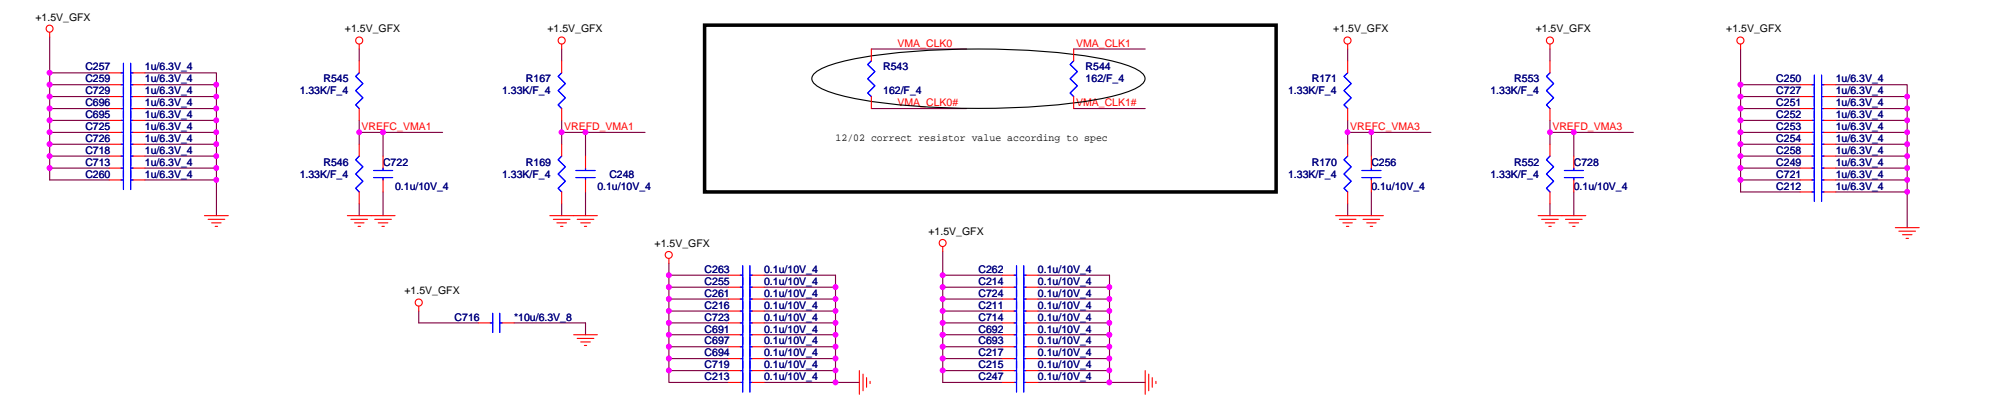 +1.5V_GFX
C257 1u/6.3V_4
C259 1u/6.3V_4
C729 1u/6.3V_4
C696 1u/6.3V_4
C695 1u/6.3V_4
C725 1u/6.3V_4
C726 1u/6.3V_4
C718 1u/6.3V_4
C713 1u/6.3V_4
C260 1u/6.3V_4
+1.5V_GFX
R545
1.33K/F_4
VREFC_VMA1
R546
1.33K/F_4
C722
0.1u/10V_4
+1.5V_GFX
R167
1.33K/F_4
VREFD_VMA1
R169
1.33K/F_4
C248
0.1u/10V_4
VMA_CLK0
R543
162/F_4
VMA_CLK0#
VMA_CLK1
R544
162/F_4
VMA_CLK1#
12/02 correct resistor value according to spec
+1.5V_GFX
R171
1.33K/F_4
VREFC_VMA3
R170
1.33K/F_4
C256
0.1u/10V_4
+1.5V_GFX
R553
1.33K/F_4
VREFD_VMA3
R552
1.33K/F_4
C728
0.1u/10V_4
+1.5V_GFX
C250 1u/6.3V_4
C727 1u/6.3V_4
C251 1u/6.3V_4
C252 1u/6.3V_4
C253 1u/6.3V_4
C254 1u/6.3V_4
C258 1u/6.3V_4
C249 1u/6.3V_4
C721 1u/6.3V_4
C212 1u/6.3V_4
+1.5V_GFX
C716 *10u/6.3V_8
+1.5V_GFX
C263 0.1u/10V_4
C255 0.1u/10V_4
C261 0.1u/10V_4
C216 0.1u/10V_4
C723 0.1u/10V_4
C691 0.1u/10V_4
C697 0.1u/10V_4
C694 0.1u/10V_4
C719 0.1u/10V_4
C213 0.1u/10V_4
+1.5V_GFX
C262 0.1u/10V_4
C214 0.1u/10V_4
C724 0.1u/10V_4
C211 0.1u/10V_4
C714 0.1u/10V_4
C692 0.1u/10V_4
C693 0.1u/10V_4
C217 0.1u/10V_4
C215 0.1u/10V_4
C247 0.1u/10V_4